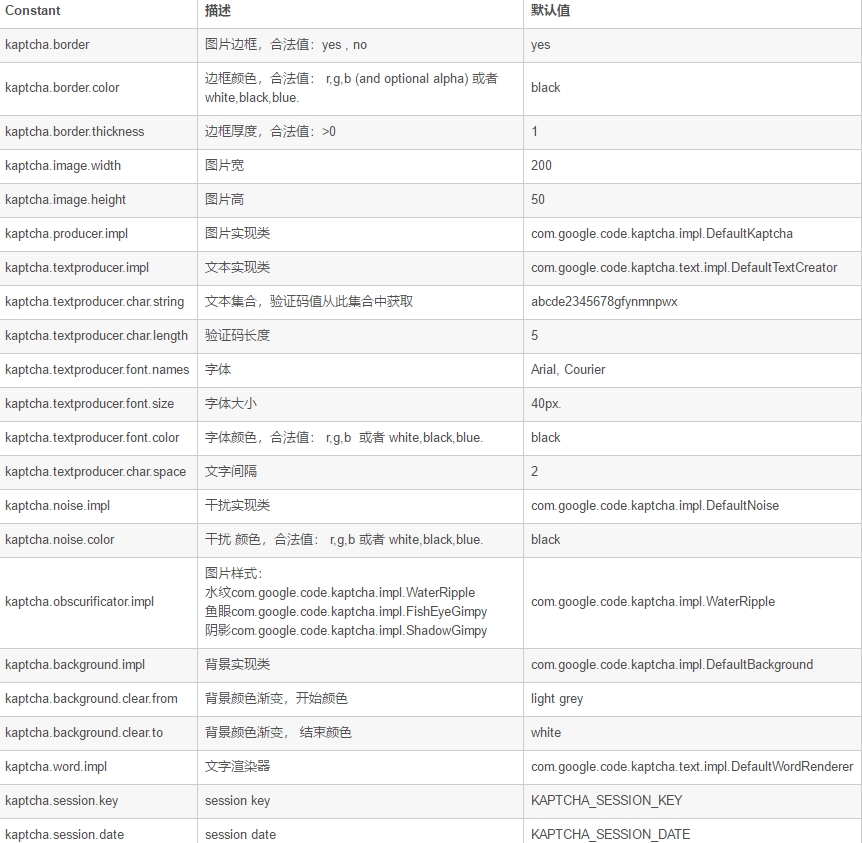 Constant 描述 默认值
kaptcha.border 图片边框，合法值：yes , no yes
kaptcha.border.color 边框颜色，合法值： r,g,b (and optional alpha) 或者 white,black,blue. black
kaptcha.border.thickness 边框厚度，合法值：>0 1
kaptcha.image.width 图片宽 200
kaptcha.image.height 图片高 50
kaptcha.producer.impl 图片实现类 com.google.code.kaptcha.impl.DefaultKaptcha
kaptcha.textproducer.impl 文本实现类 com.google.code.kaptcha.text.impl.DefaultTextCreator
kaptcha.textproducer.char.string 文本集合，验证码值从此集合中获取 abcde2345678gfynmnpwx
kaptcha.textproducer.char.length 验证码长度 5
kaptcha.textproducer.font.names 字体 Arial, Courier
kaptcha.textproducer.font.size 字体大小 40px.
kaptcha.textproducer.font.color 字体颜色，合法值： r,g,b 或者 white,black,blue. black
kaptcha.textproducer.char.space 文字间隔 2
kaptcha.noise.impl 干扰实现类 com.google.code.kaptcha.impl.DefaultNoise
kaptcha.noise.color 干扰 颜色，合法值： r,g,b 或者 white,black,blue. black
kaptcha.obscurificator.impl
图片样式：
水纹com.google.code.kaptcha.impl.WaterRipple
鱼眼com.google.code.kaptcha.impl.FishEyeGimpy
阴影com.google.code.kaptcha.impl.ShadowGimpy
com.google.code.kaptcha.impl.WaterRipple
kaptcha.background.impl 背景实现类 com.google.code.kaptcha.impl.DefaultBackground
kaptcha.background.clear.from 背景颜色渐变，开始颜色 light grey
kaptcha.background.clear.to 背景颜色渐变， 结束颜色 white
kaptcha.word.impl 文字渲染器 com.google.code.kaptcha.text.impl.DefaultWordRenderer
kaptcha.session.key session key KAPTCHA_SESSION_KEY
kaptcha.session.date session date KAPTCHA_SESSION_DATE